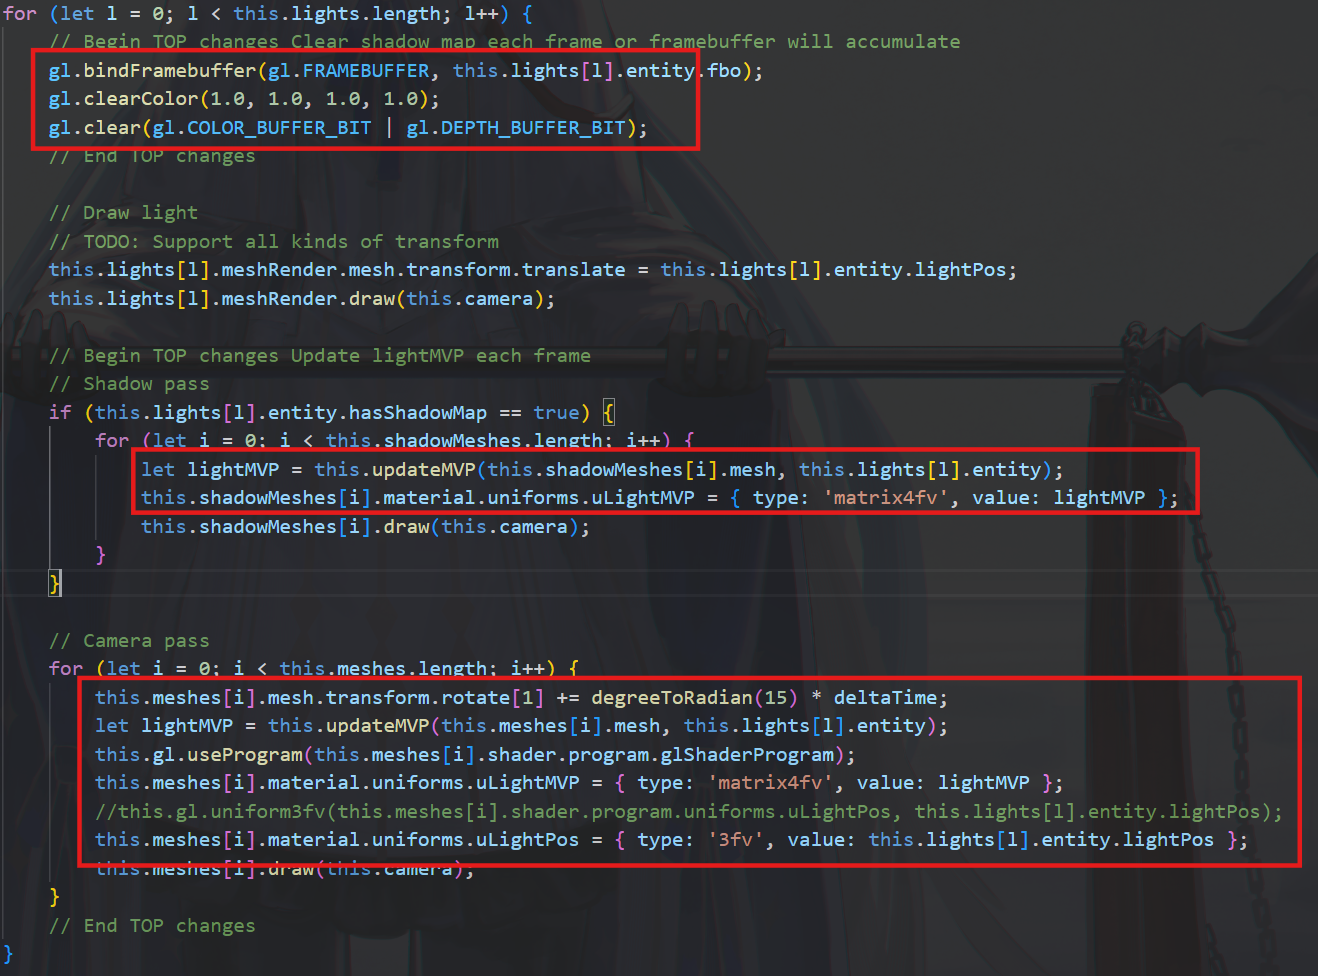 for (let l = 0; l < this.lights.length; l++) {
// Begin TOP changes Clear shadow map each frame or framebuffer will accumulate
gl.bindFramebuffer(gl.FRAMEBUFFER, this.lights[l].entity.fbo);
gl.clearColor(1.0, 1.0, 1.0, 1.0);
gl.clear(gl.COLOR_BUFFER_BIT | gl.DEPTH_BUFFER_BIT);
// End TOP changes
// Draw light
// TODO: Support all kinds of transform
this.lights[l].meshRender.mesh.transform.translate = this.lights[l].entity.lightPos;
this.lights[l].meshRender.draw(this.camera);
// Begin TOP changes Update lightMVP each frame
// Shadow pass
if (this.lights[l].entity.hasShadowMap == true) {
for (let i = 0; i < this.shadowMeshes.length; i++) {
let lightMVP = this.updateMVP(this.shadowMeshes[i].mesh, this.lights[l].entity);
this.shadowMeshes[i].material.uniforms.uLightMVP = { type: 'matrix4fv', value: lightMVP };
this.shadowMeshes[i].draw(this.camera);
}
}
// Camera pass
for (let i = 0; i < this.meshes.length; i++) {
this.meshes[i].mesh.transform.rotate[1] += degreeToRadian(15) * deltaTime;
let lightMVP = this.updateMVP(this.meshes[i].mesh, this.lights[l].entity);
this.gl.useProgram(this.meshes[i].shader.program.glShaderProgram);
this.meshes[i].material.uniforms.uLightMVP = { type: 'matrix4fv', value: lightMVP };
//this.gl.uniform3fv(this.meshes[i].shader.program.uniforms.uLightPos, this.lights[l].entity.lightPos);
this.meshes[i].material.uniforms.uLightPos = { type: '3fv', value: this.lights[l].entity.lightPos };
this.meshes[i].draw(this.camera);
}
// End TOP changes
}